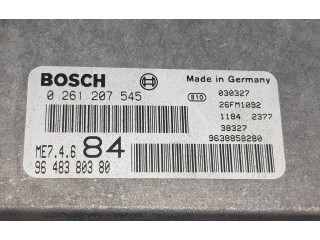 BOSCH
Made in Germany
0 261 207 545
B10
030327
26FM1092
1184 2377
38327
9638858280
ME7.4.6 84
96 483 803 80